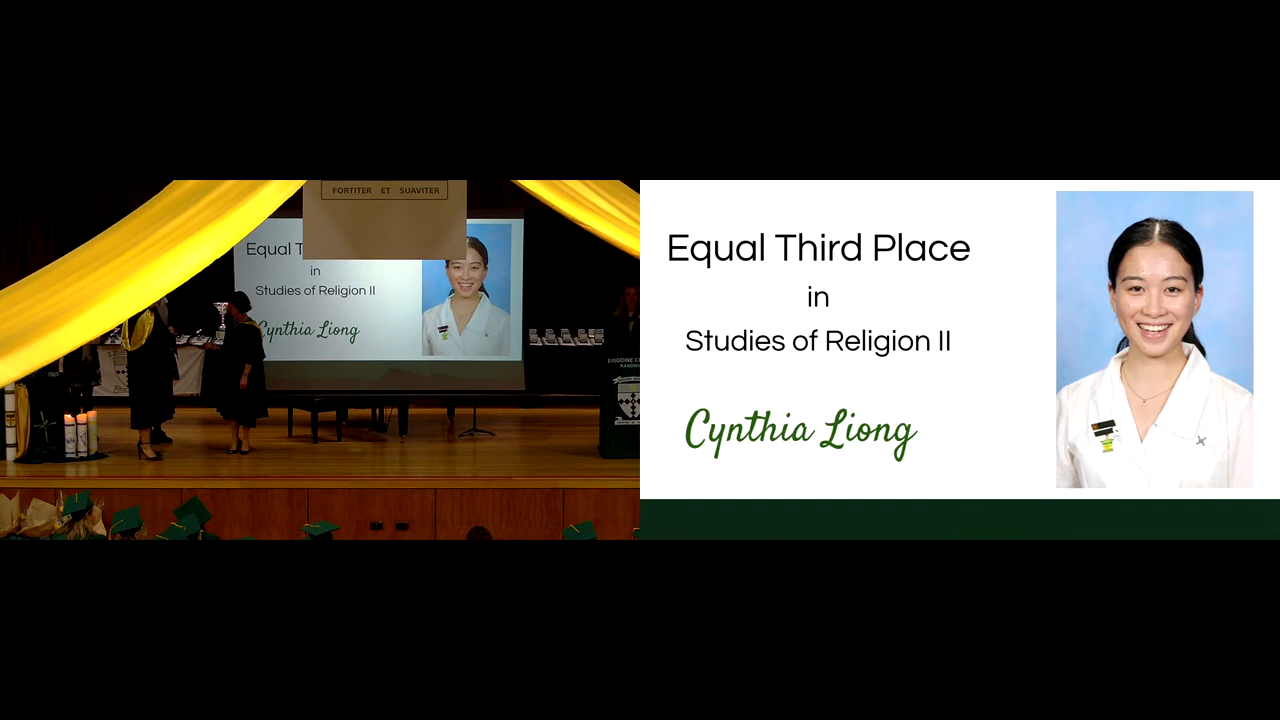 FORTITER ET SUAVITER
Equal T
in
Studies of Religion II
Cynthia Liong
Equal Third Place
in
Studies of Religion II
Cynthia Liong